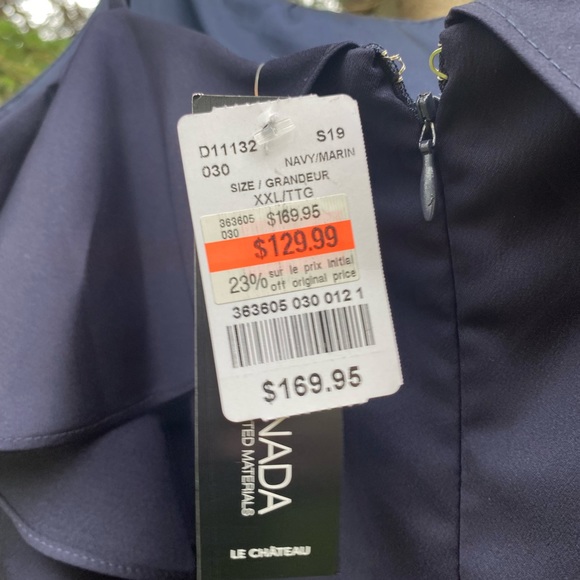 D11132 S19
030 NAVY/MARIN
SIZE / GRANDEUR
XXL/TTG
363605 $169.95
030
$129.99
23% sur le prix initial
off original price
363605 030 012 1
$169.95
NADA
TED MATERIALS
LE CHÂTEAU